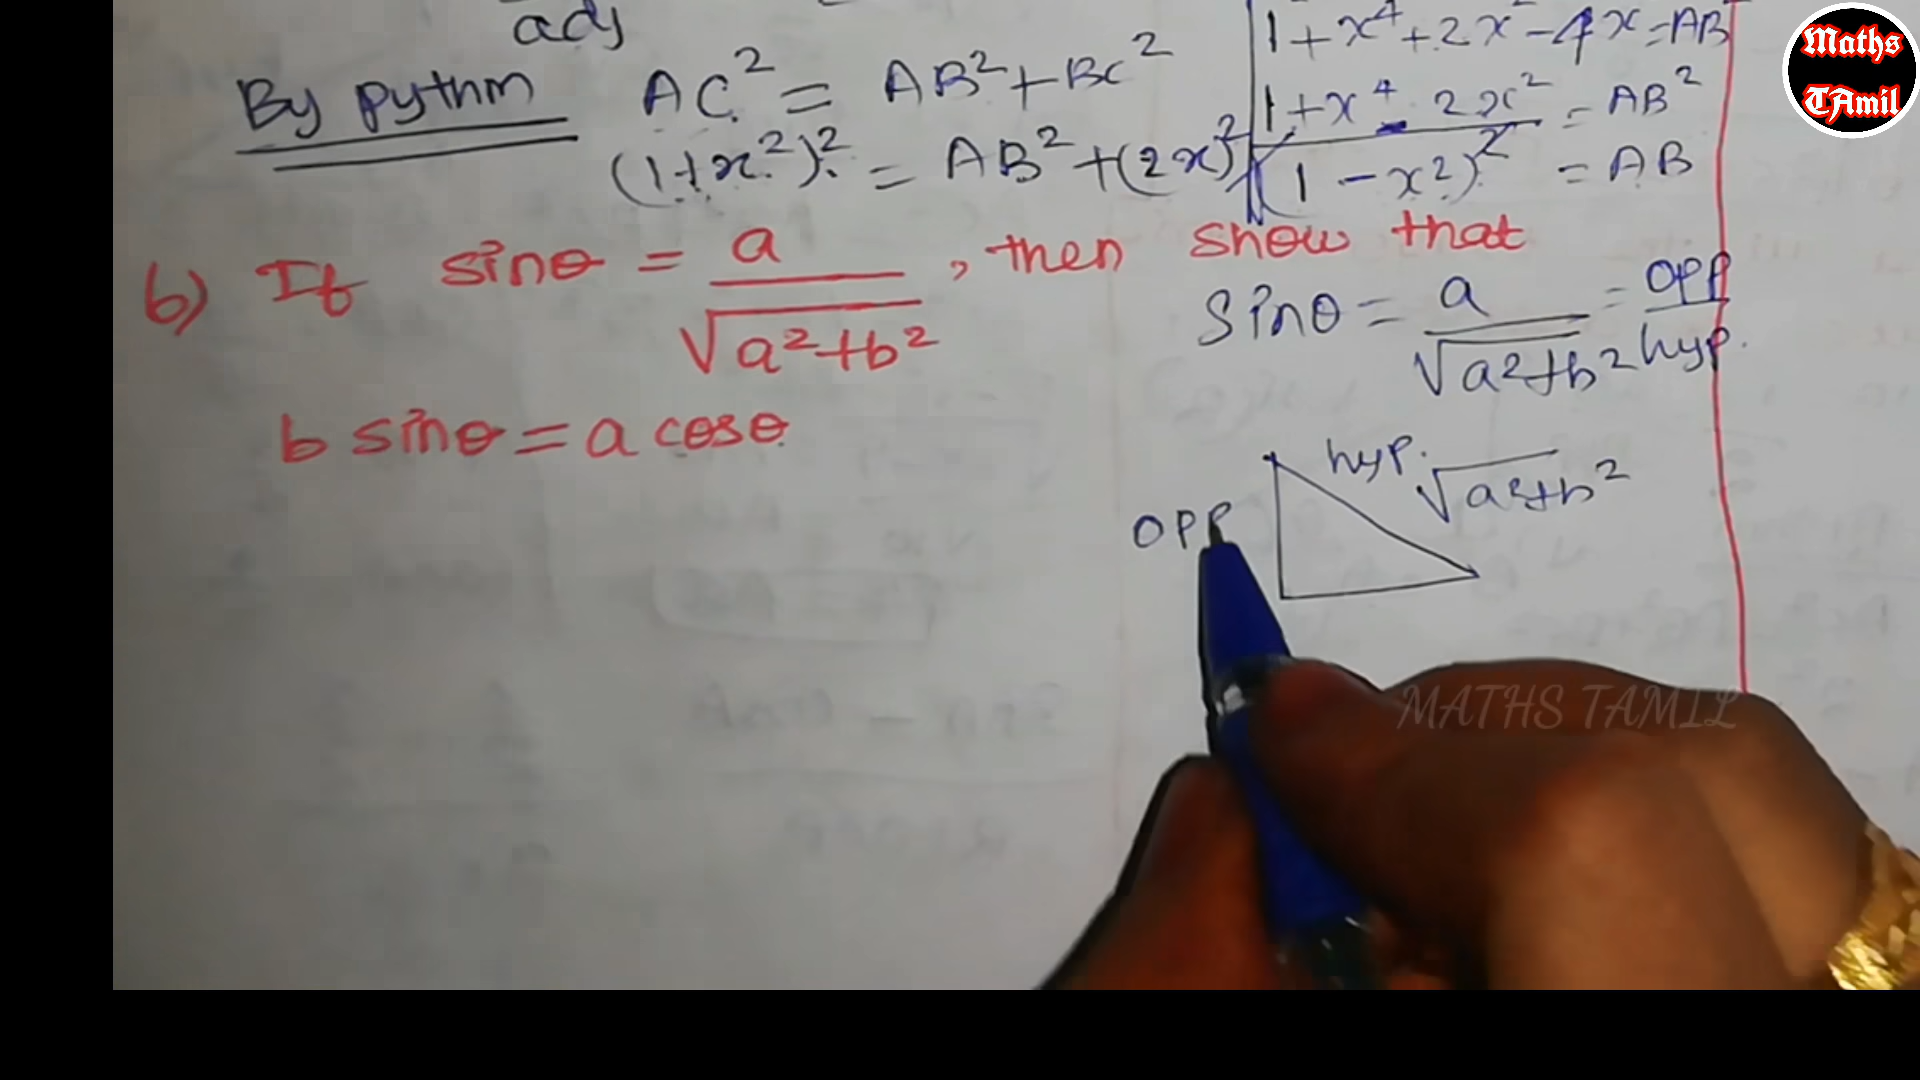 adj
By pythm AC² = AB²+BC²
(1+x²)² = AB²+(2x)²
1+x⁴+2x²-4x=AB²
1+x⁴ - 2x² = AB²
√(1-x²)² = AB
b) If sinθ = a/√a²+b², then show that
b sinθ = a cosθ
Sinθ = a/√a²+b² = opp/hyp.
hyp. √a²+b²
opp
Maths
TAmil
MATHS TAMIL